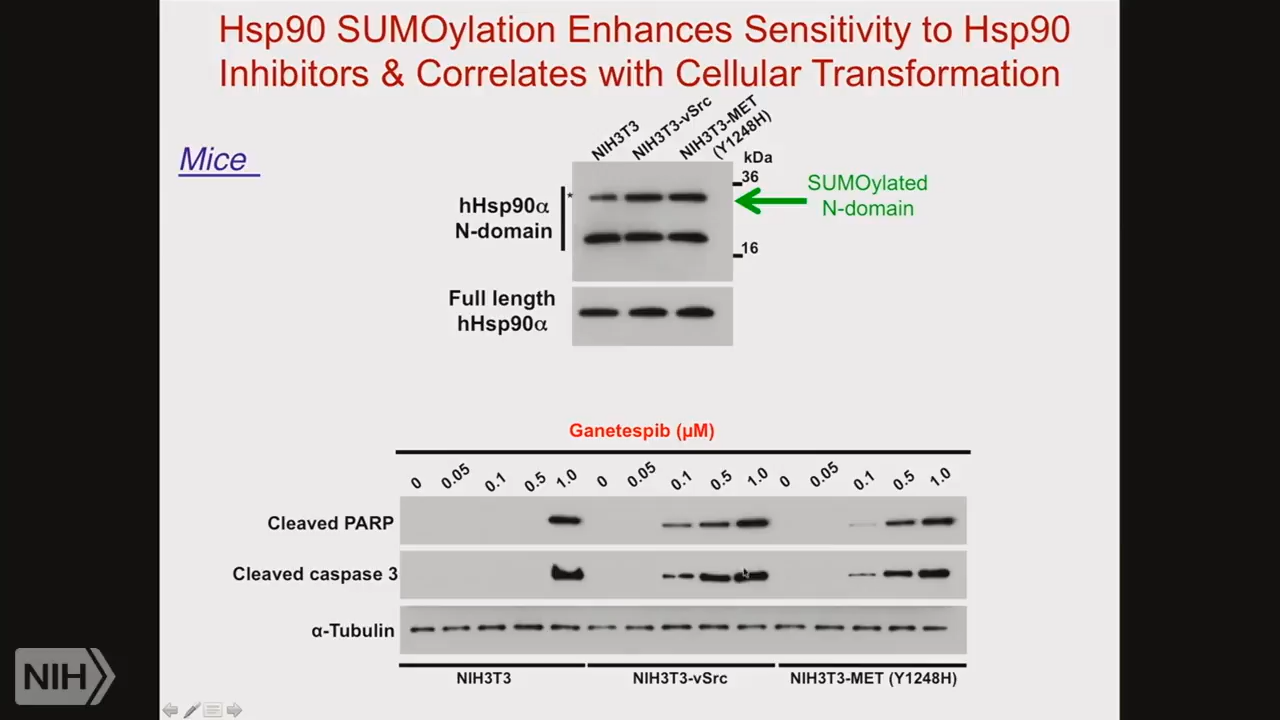 Hsp90 SUMOylation Enhances Sensitivity to Hsp90
Inhibitors & Correlates with Cellular Transformation
Mice
NIH3T3
NIH3T3-vSrc
NIH3T3-MET
(Y1248H)
kDa
36
SUMOylated
N-domain
*
hHsp90α
N-domain
16
Full length
hHsp90α
Ganetespib (µM)
0 0.05 0.1 0.5 1.0 0 0.05 0.1 0.5 1.0 0 0.05 0.1 0.5 1.0
Cleaved PARP
Cleaved caspase 3
α-Tubulin
NIH3T3 NIH3T3-vSrc NIH3T3-MET (Y1248H)
NIH